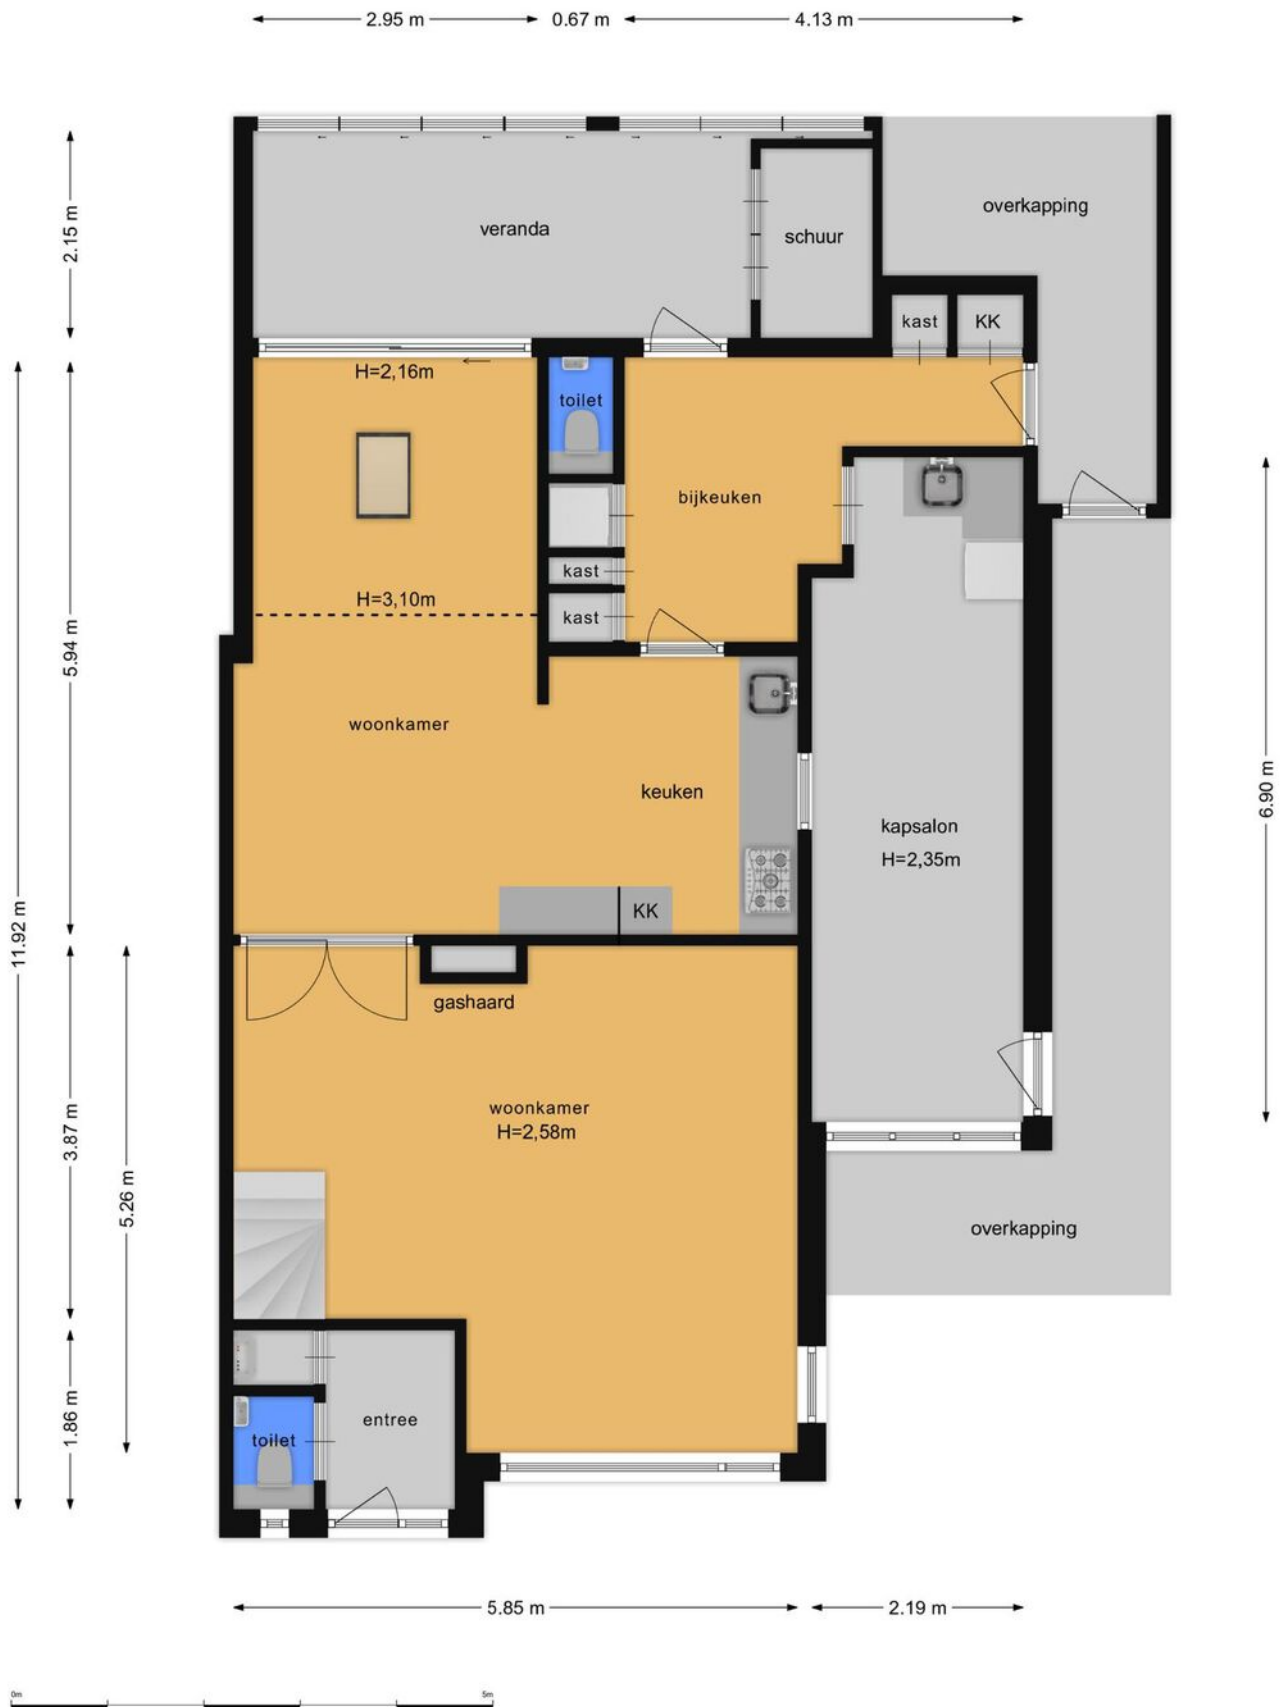 2.95 m
0.67 m
4.13 m
2.15 m
veranda
schuur
overkapping
kast
KK
H=2,16m
toilet
bijkeuken
kast
kast
H=3,10m
5.94 m
woonkamer
keuken
KK
kapsalon
H=2,35m
6.90 m
11.92 m
gashaard
woonkamer
H=2,58m
3.87 m
5.26 m
overkapping
1.86 m
toilet
entree
5.85 m
2.19 m
0m
5m